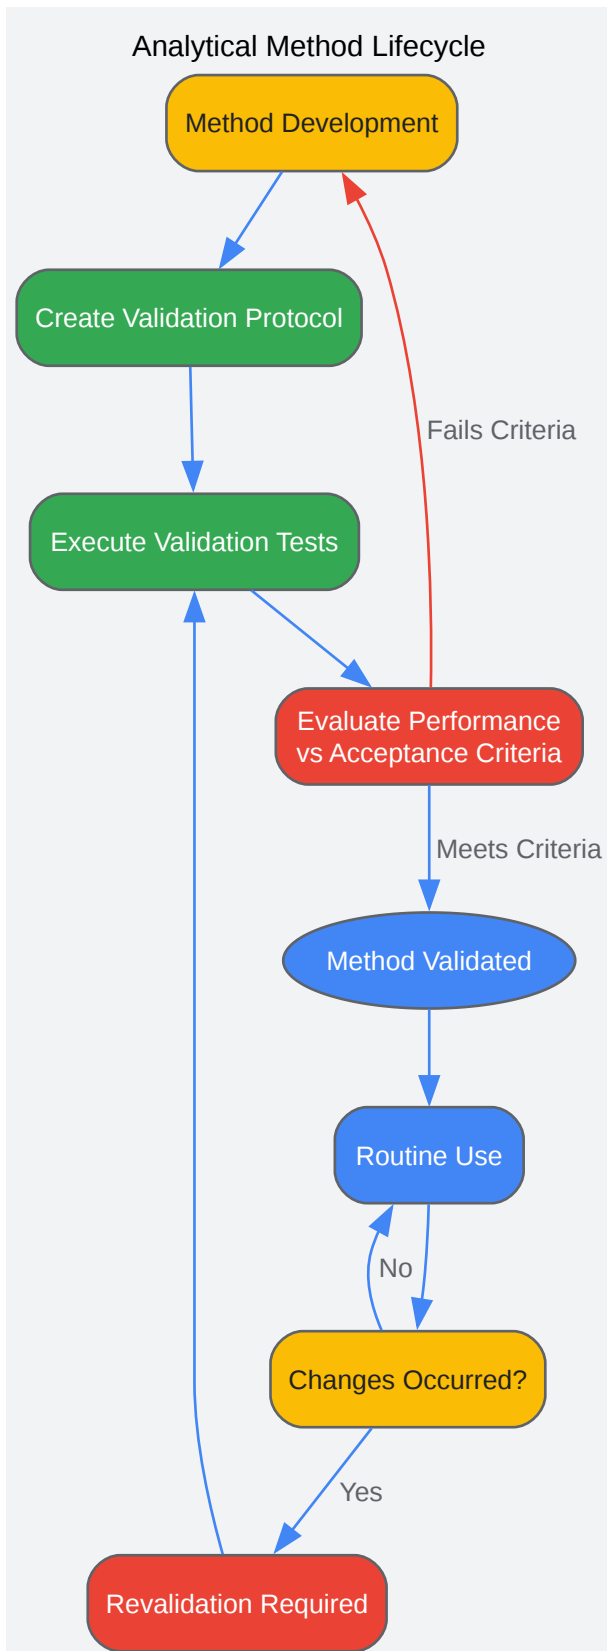 Analytical Method Lifecycle
Method Development
Create Validation Protocol
Fails Criteria
Execute Validation Tests
Evaluate Performance
vs Acceptance Criteria
Meets Criteria
Method Validated
Routine Use
No
Changes Occurred?
Yes
Revalidation Required